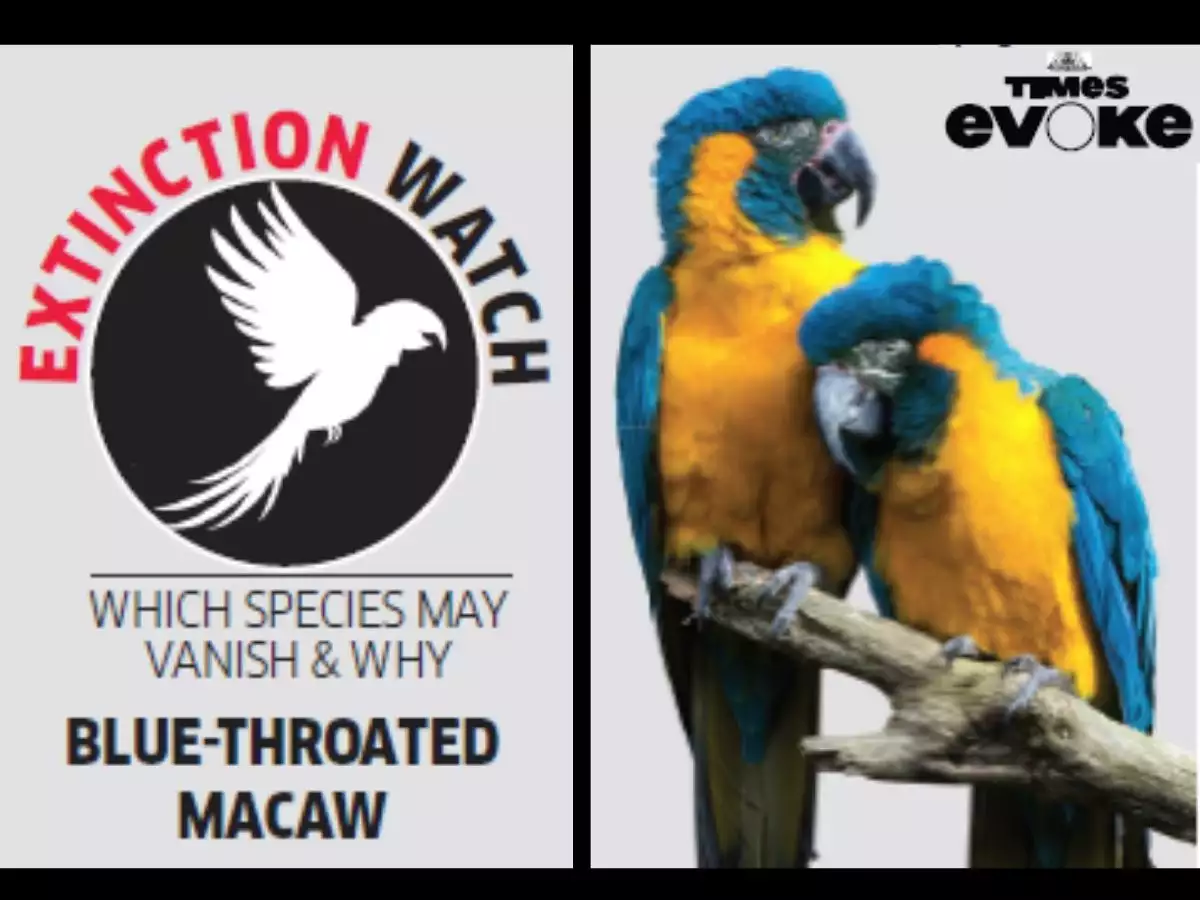 EXTINCTION WATCH
WHICH SPECIES MAY
VANISH & WHY
BLUE-THROATED
MACAW
TIMES
evoke